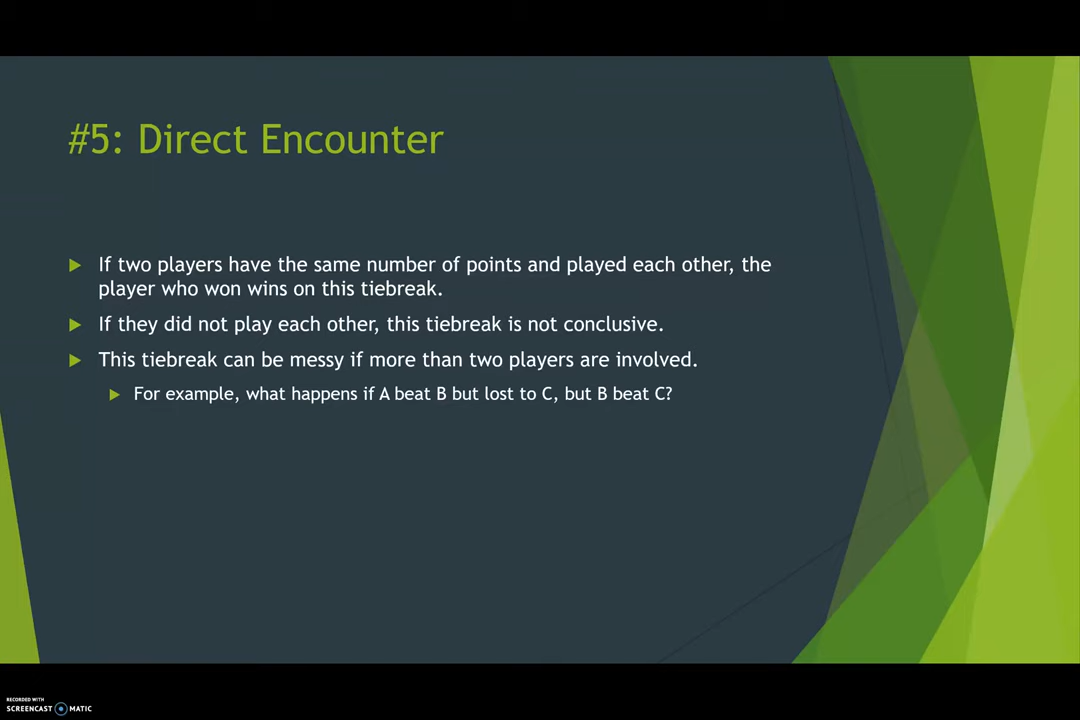 #5: Direct Encounter
If two players have the same number of points and played each other, the
player who won wins on this tiebreak.
If they did not play each other, this tiebreak is not conclusive.
This tiebreak can be messy if more than two players are involved.
For example, what happens if A beat B but lost to C, but B beat C?
RECORDED WITH
SCREENCAST MATIC